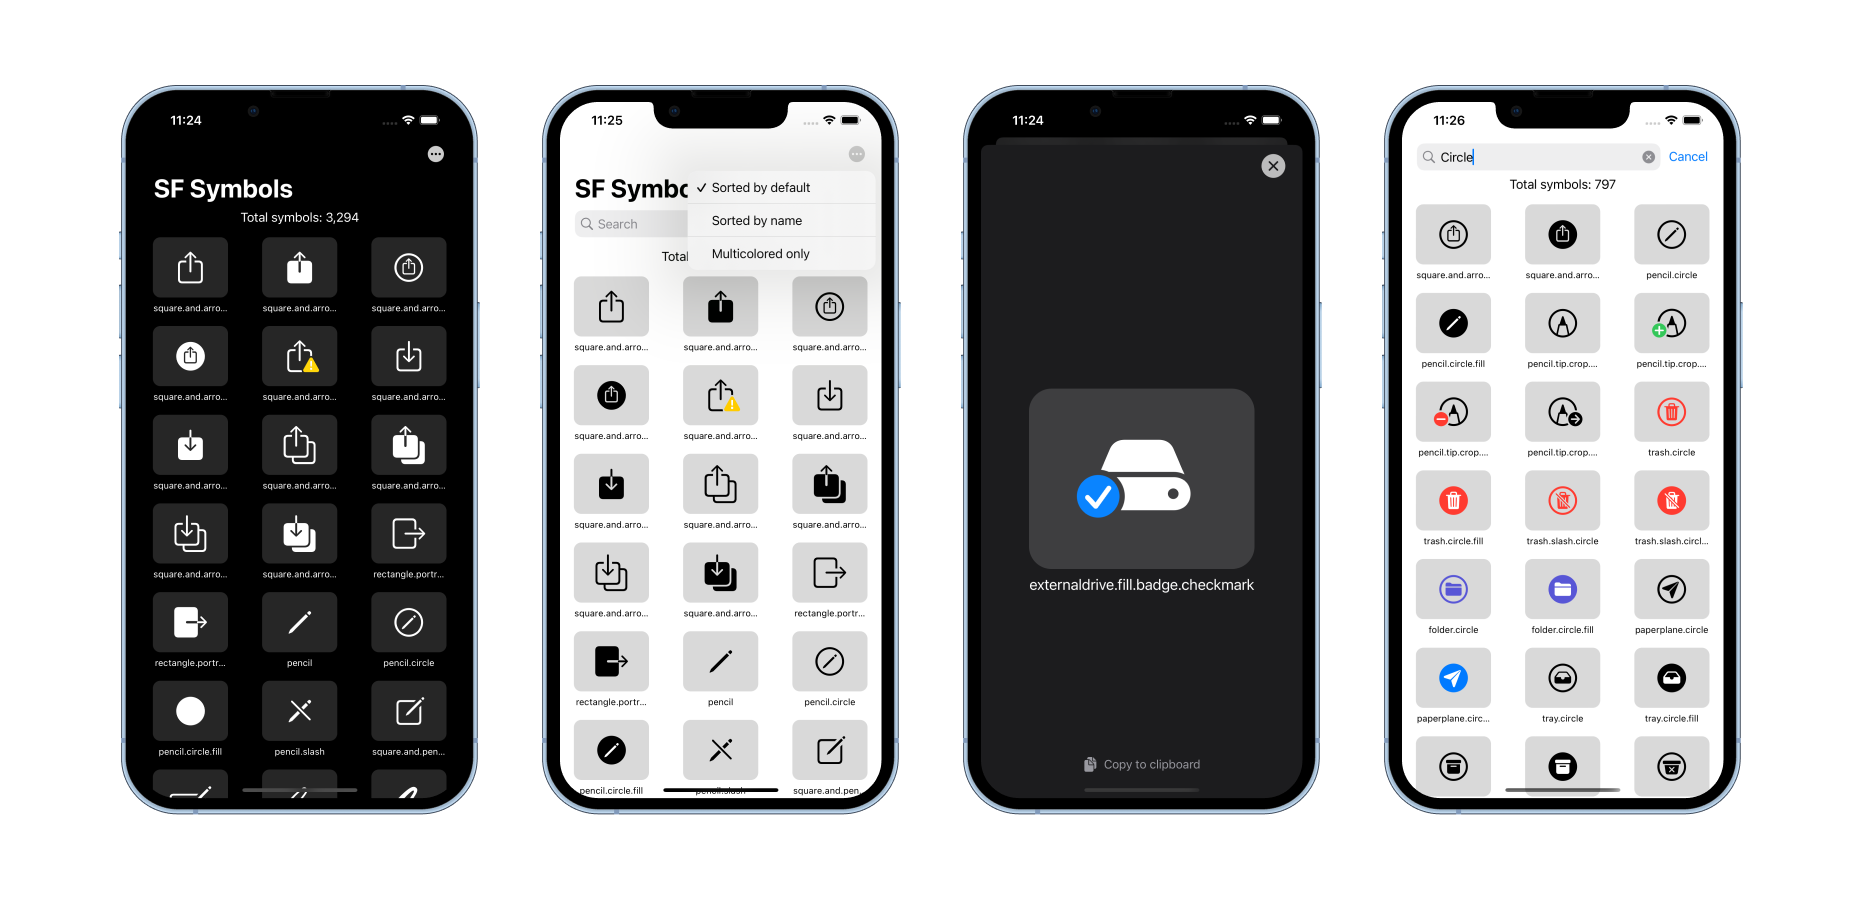 11:24
SF Symbols
Total symbols: 3,294
square.and.arro...
square.and.arro...
square.and.arro...
square.and.arro...
square.and.arro...
square.and.arro...
square.and.arro...
square.and.arro...
square.and.arro...
square.and.arro...
square.and.arro...
rectangle.portr...
rectangle.portr...
pencil
pencil.circle
pencil.circle.fill
pencil.slash
square.and.pen...
11:25
SF Symbo
Sorted by default
Sorted by name
Multicolored only
Search
Total
square.and.arro...
square.and.arro...
square.and.arro...
square.and.arro...
square.and.arro...
square.and.arro...
square.and.arro...
square.and.arro...
square.and.arro...
square.and.arro...
square.and.arro...
rectangle.portr...
rectangle.portr...
pencil
pencil.circle
pencil.circle.fill
pencil.slash
square.and.pen...
11:24
externaldrive.fill.badge.checkmark
Copy to clipboard
11:26
Circle
Cancel
Total symbols: 797
square.and.arro...
square.and.arro...
pencil.circle
pencil.circle.fill
pencil.tip.crop....
pencil.tip.crop....
pencil.tip.crop....
pencil.tip.crop....
trash.circle
trash.circle.fill
trash.slash.circle
trash.slash.circl...
folder.circle
folder.circle.fill
paperplane.circle
paperplane.circ...
tray.circle
tray.circle.fill